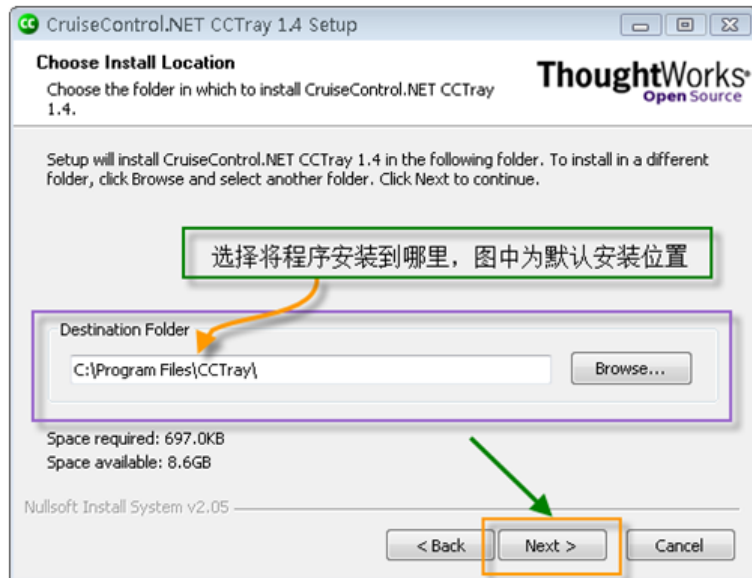 CruiseControl.NET CCTray 1.4 Setup
Choose Install Location
Choose the folder in which to install CruiseControl.NET CCTray
1.4.
ThoughtWorks
Open Source
Setup will install CruiseControl.NET CCTray 1.4 in the following folder. To install in a different
folder, click Browse and select another folder. Click Next to continue.
选择将程序安装到哪里，图中为默认安装位置
Destination Folder
C:\Program Files\CCTray\
Browse...
Space required: 697.0KB
Space available: 8.6GB
Nullsoft Install System v2.05
< Back
Next >
Cancel